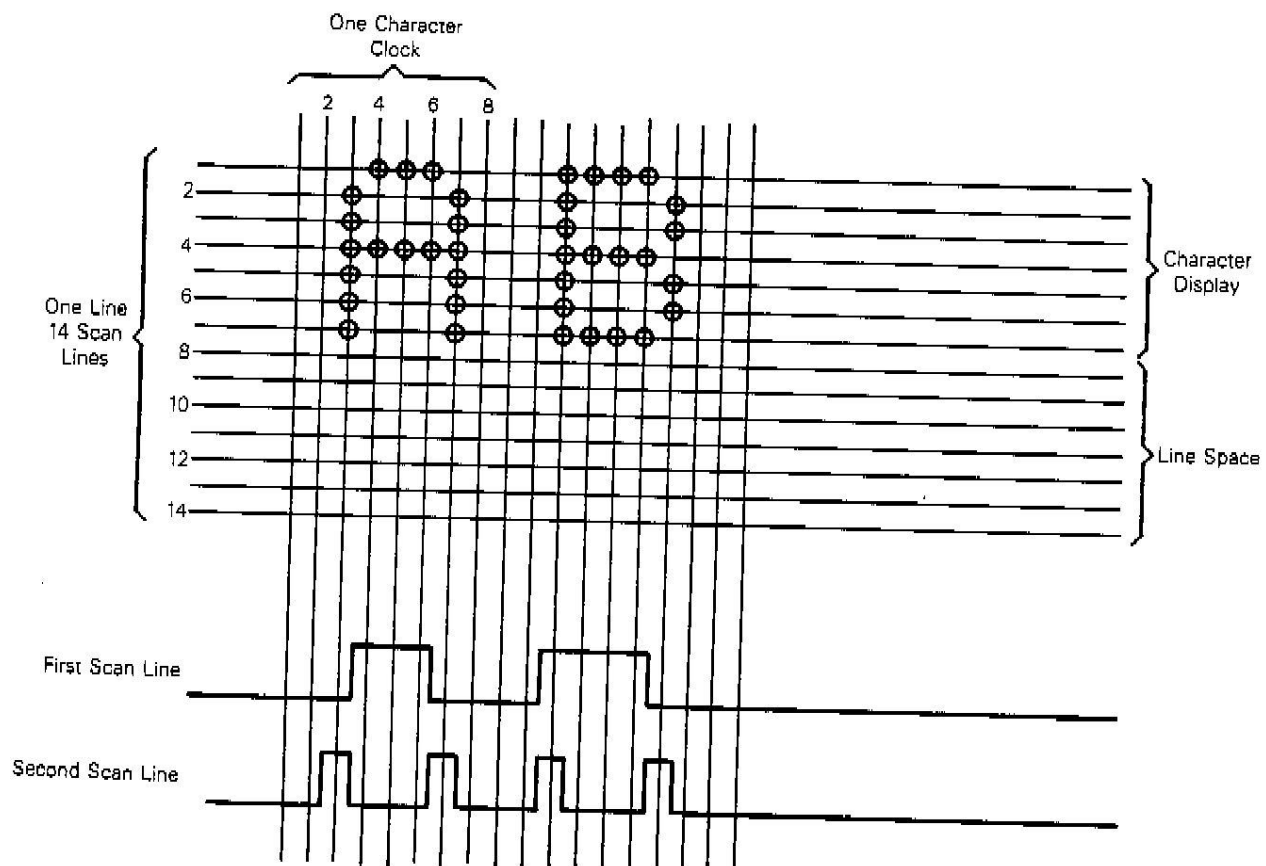 One Character
Clock
2 4 6 8
2
4
6
8
10
12
14
One Line
14 Scan
Lines
Character
Display
Line Space
First Scan Line
Second Scan Line